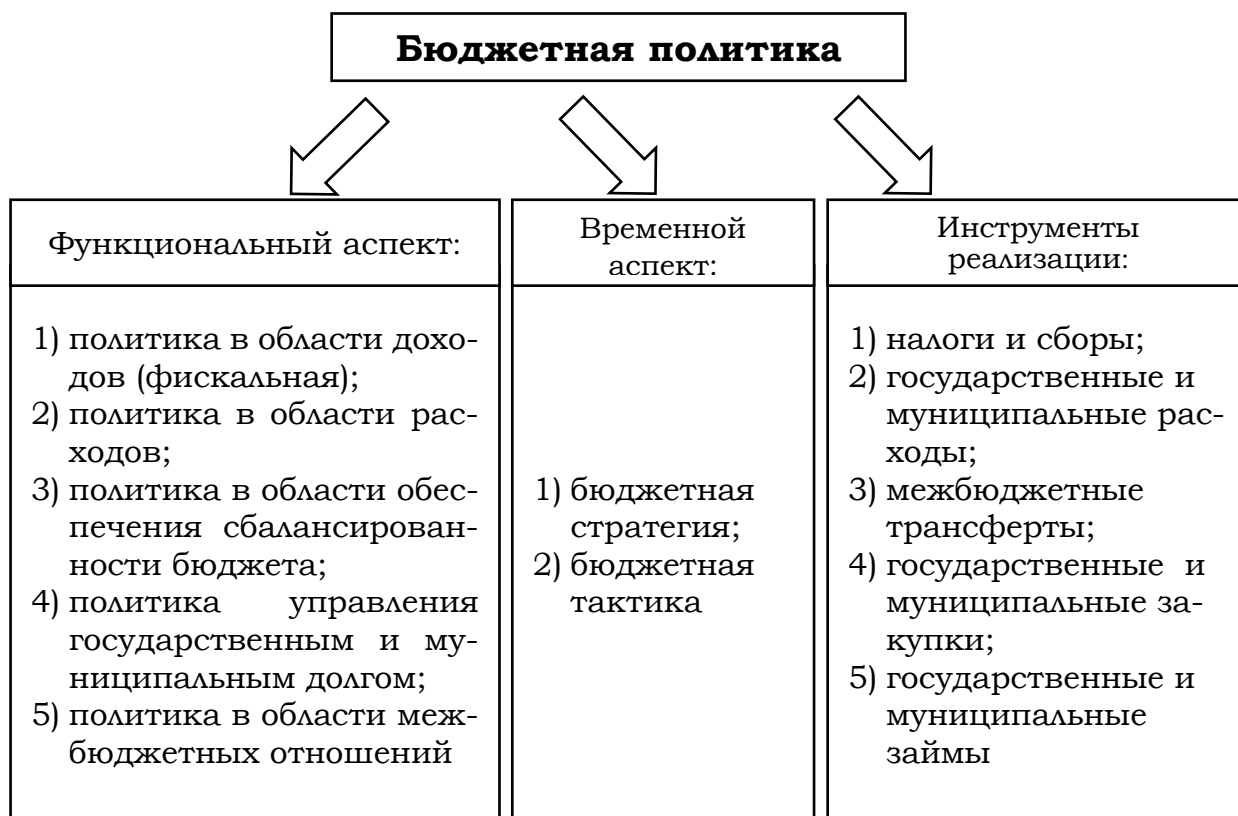 Бюджетная политика
Функциональный аспект:
1) политика в области дохо-
дов (фискальная);
2) политика в области рас-
ходов;
3) политика в области обес-
печения сбалансирован-
ности бюджета;
4) политика управления
государственным и му-
ниципальным долгом;
5) политика в области меж-
бюджетных отношений
Временной
аспект:
1) бюджетная
стратегия;
2) бюджетная
тактика
Инструменты
реализации:
1) налоги и сборы;
2) государственные и
муниципальные рас-
ходы;
3) межбюджетные
трансферты;
4) государственные и
муниципальные за-
купки;
5) государственные и
муниципальные
займы